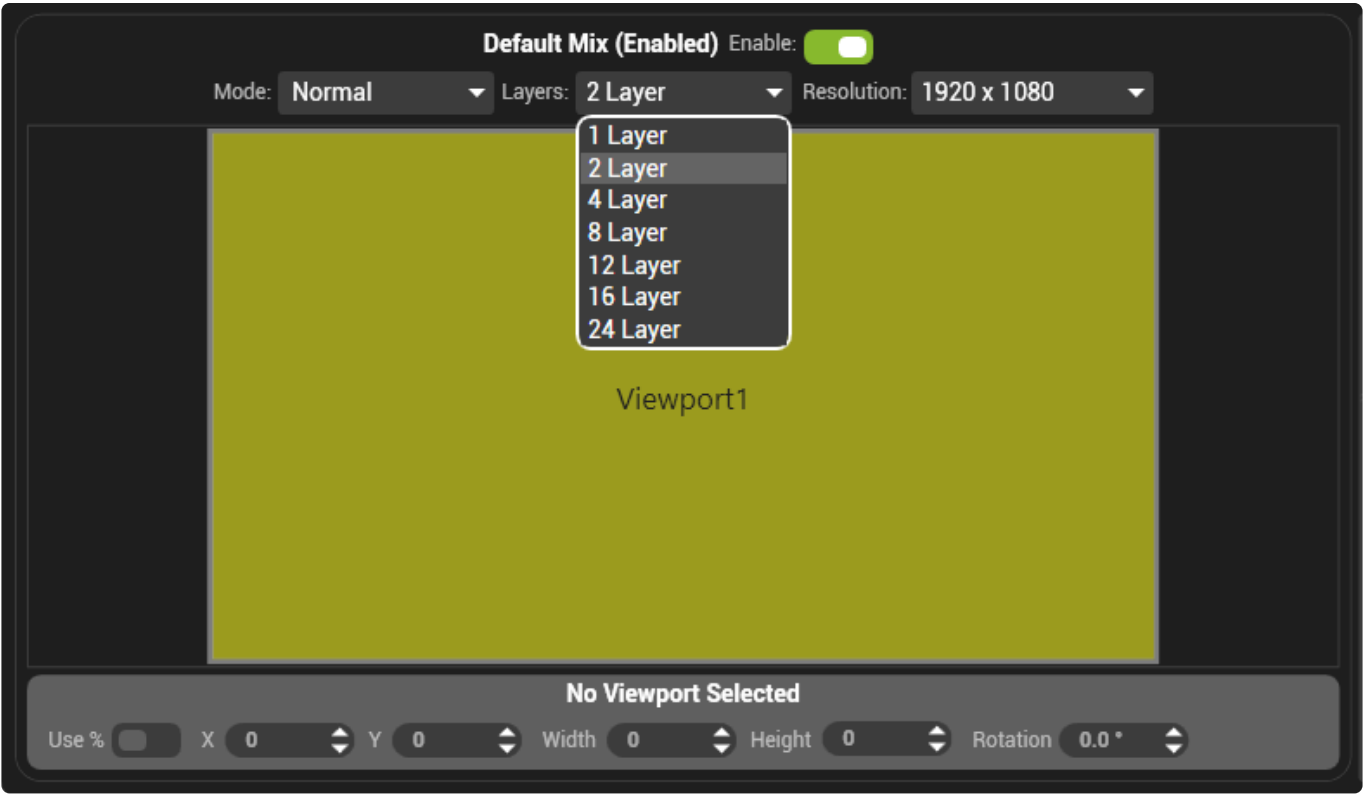 Default Mix (Enabled) Enable:
Mode: Normal Layers: 2 Layer Resolution: 1920 x 1080
1 Layer
2 Layer
4 Layer
8 Layer
12 Layer
16 Layer
24 Layer
Viewport1
No Viewport Selected
Use % X 0 Y 0 Width 0 Height 0 Rotation 0.0 °